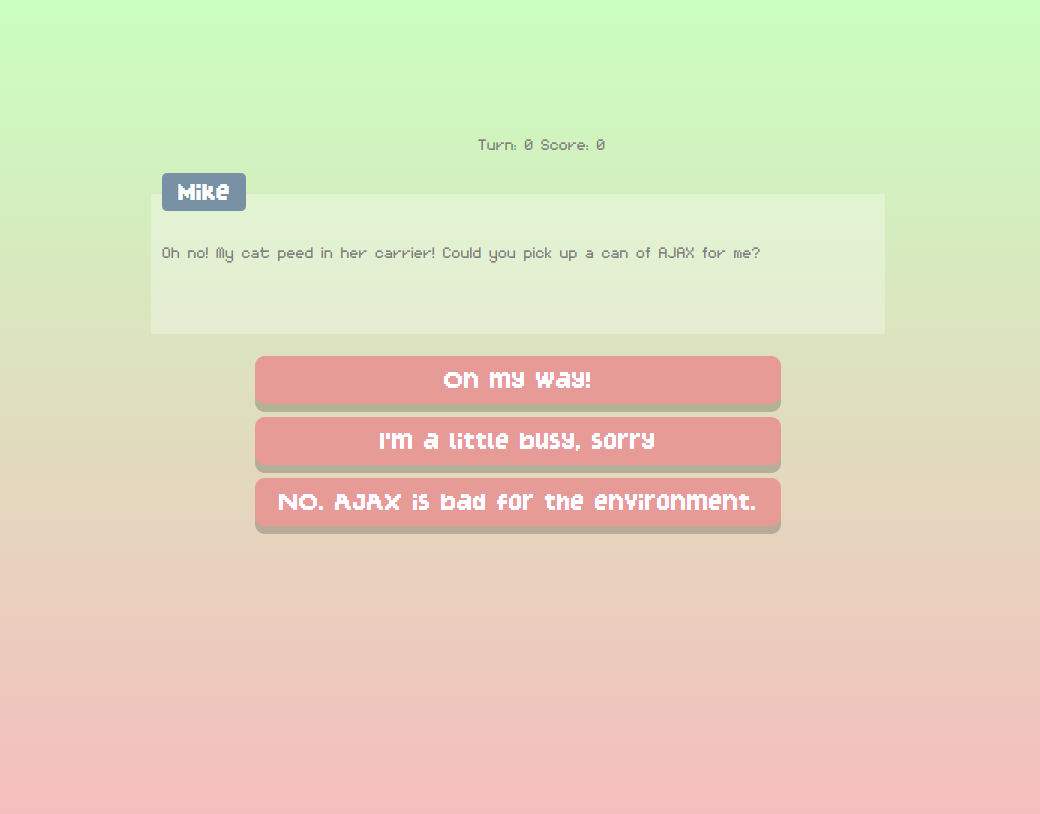 Turn: 0 Score: 0
Mike
Oh no! My cat peed in her carrier! Could you pick up a can of AJAX for me?
On my way!
I'm a little busy, sorry
NO. AJAX is bad for the environment.